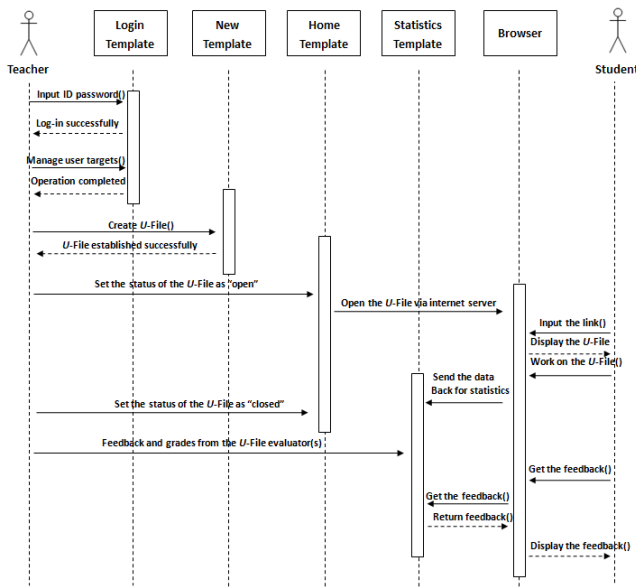 Login
Template
New
Template
Home
Template
Statistics
Template
Browser
Teacher
Student
Input ID password()
Log-in successfully
Manage user targets()
Operation completed
Create U-File()
U-File established successfully
Set the status of the U-File as "open"
Open the U-File via internet server
Input the link()
Display the U-File
Work on the U-File()
Send the data
Back for statistics
Set the status of the U-File as "closed"
Feedback and grades from the U-File evaluator(s)
Get the feedback()
Get the feedback()
Return feedback()
Display the feedback()